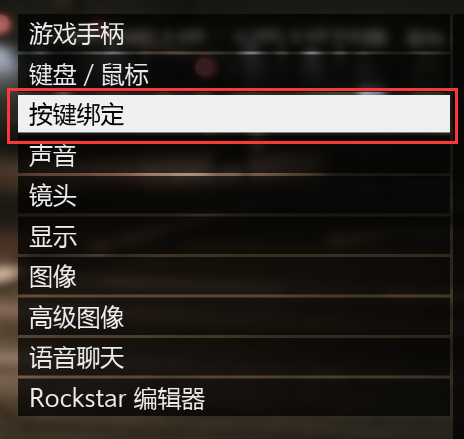 游戏手柄
键盘 / 鼠标
按键绑定
声音
镜头
显示
图像
高级图像
语音聊天
Rockstar 编辑器